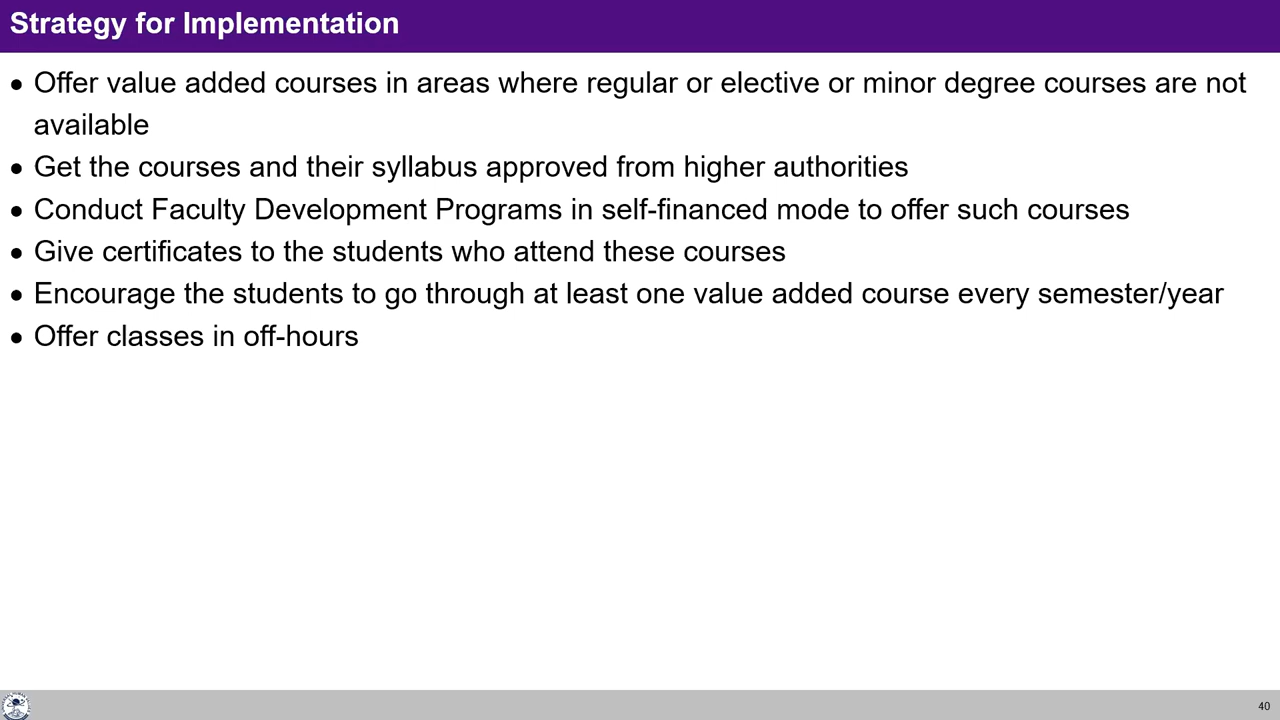 Strategy for Implementation
• Offer value added courses in areas where regular or elective or minor degree courses are not
available
• Get the courses and their syllabus approved from higher authorities
• Conduct Faculty Development Programs in self-financed mode to offer such courses
• Give certificates to the students who attend these courses
• Encourage the students to go through at least one value added course every semester/year
• Offer classes in off-hours
40